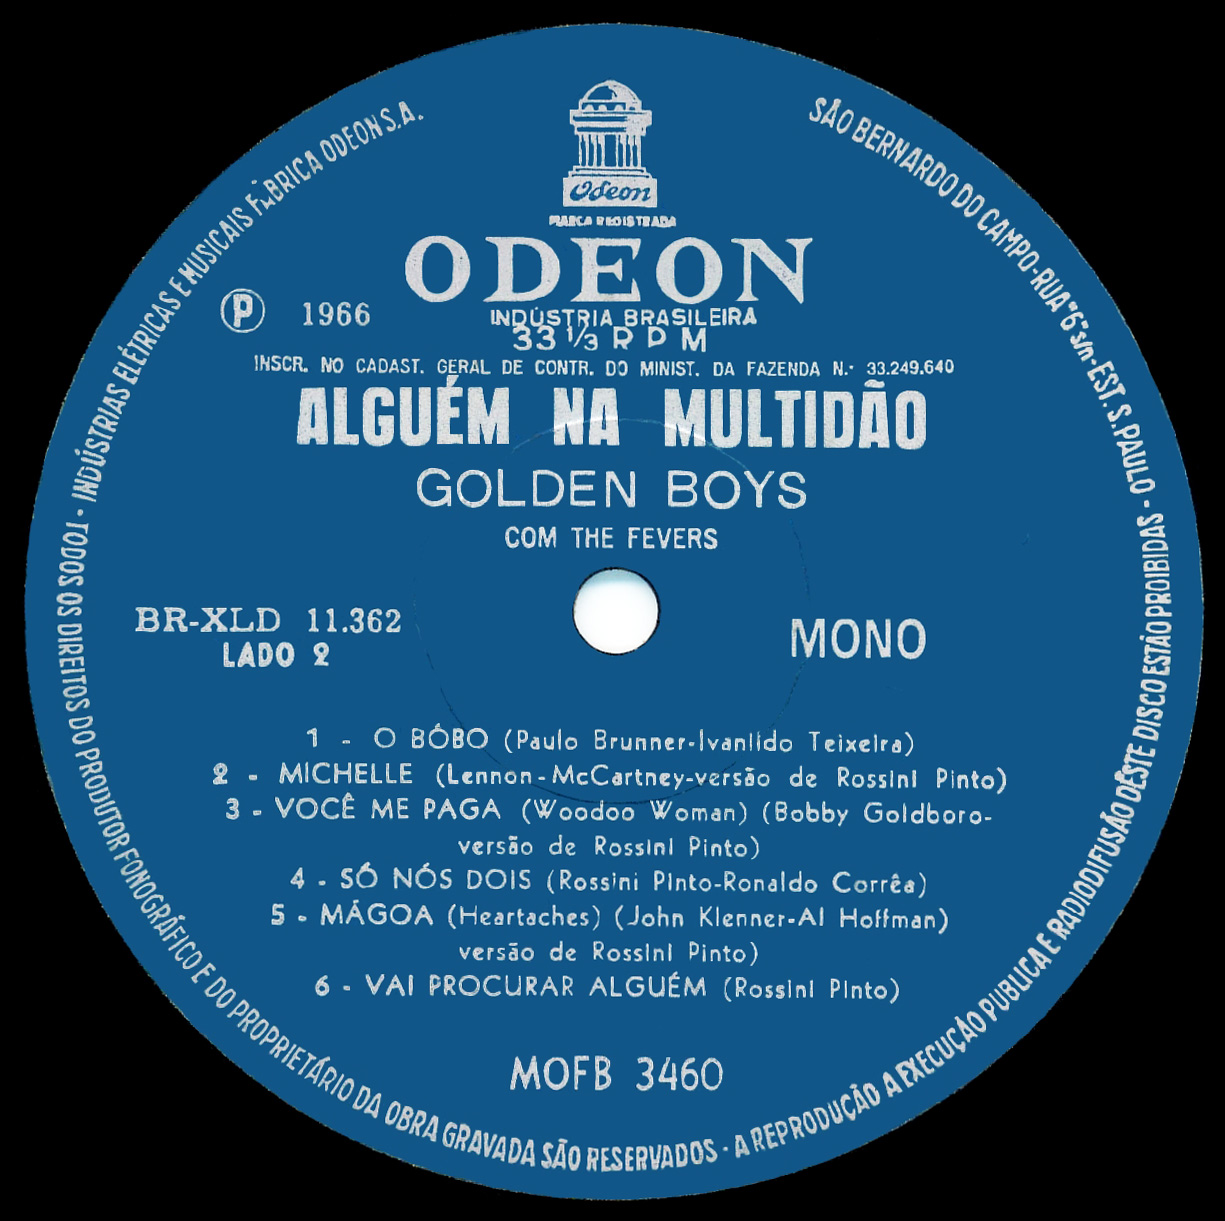 Odeon
MARCA REGISTRADA
ODEON
INDÚSTRIA BRASILEIRA
Ⓟ 1966
33 ⅓ RPM
INSCR. NO CADAST. GERAL DE CONTR. DO MINIST. DA FAZENDA N.· 33.249.640
ALGUÉM NA MULTIDÃO
GOLDEN BOYS
COM THE FEVERS
BR-XLD 11.362
LADO 2
MONO
1 - O BÔBO (Paulo Brunner-Ivanildo Teixeira)
2 - MICHELLE (Lennon-McCartney-versão de Rossini Pinto)
3 - VOCÊ ME PAGA (Woodoo Woman) (Bobby Goldboro-
versão de Rossini Pinto)
4 - SÓ NÓS DOIS (Rossini Pinto-Ronaldo Corrêa)
5 - MÁGOA (Heartaches) (John Klenner-Al Hoffman)
versão de Rossini Pinto)
6 - VAI PROCURAR ALGUÉM (Rossini Pinto)
MOFB 3460
· INDÚSTRIAS ELÉTRICAS E MUSICAIS FÁBRICA ODEON S.A.
SÃO BERNARDO DO CAMPO-RUA "6" s/n-EST. S. PAULO -
TODOS OS DIREITOS DO PRODUTOR FONOGRÁFICO E DO PROPRIETÁRIO DA OBRA GRAVADA SÃO RESERVADOS · A REPRODUÇÃO A EXECUÇÃO PUBLICA E RADIODIFUSÃO DÊSTE DISCO ESTÃO PROIBIDAS